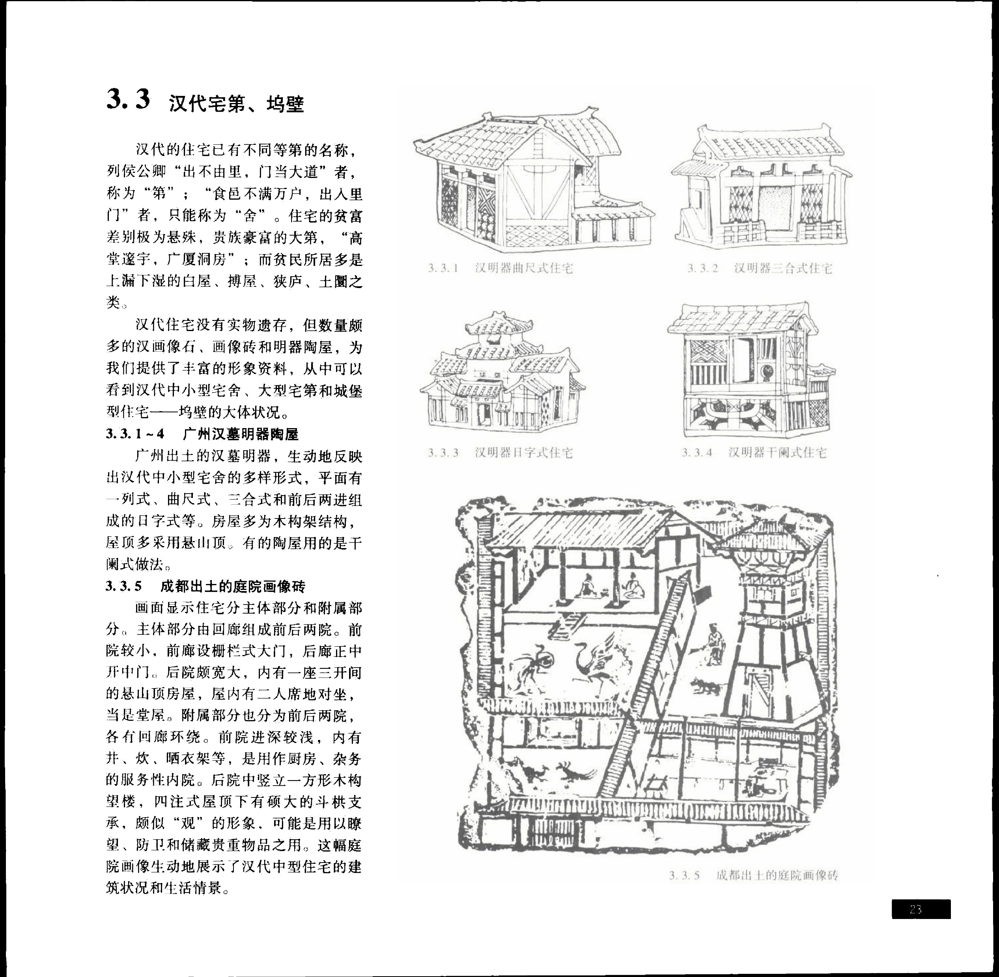 3.3 汉代宅第、坞壁
汉代的住宅已有不同等第的名称，
列侯公卿“出不由里，门当大道”者，
称为“第”；“食邑不满万户，出入里
门”者，只能称为“舍”。住宅的贫富
差别极为悬殊，贵族豪富的大第，“高
堂邃宇，广厦洞房”；而贫民所居多是
上漏下湿的白屋、搏屋、狭庐、土圜之
类。
汉代住宅没有实物遗存，但数量颇
多的汉画像石、画像砖和明器陶屋，为
我们提供了丰富的形象资料，从中可以
看到汉代中小型宅舍、大型宅第和城堡
型住宅——坞壁的大体状况。
3.3.1~4 广州汉墓明器陶屋
广州出土的汉墓明器，生动地反映
出汉代中小型宅舍的多样形式，平面有
一列式、曲尺式、三合式和前后两进组
成的日字式等。房屋多为木构架结构，
屋顶多采用悬山顶。有的陶屋用的是干
阑式做法。
3.3.5 成都出土的庭院画像砖
画面显示住宅分主体部分和附属部
分。主体部分由回廊组成前后两院。前
院较小，前廊设栅栏式大门，后廊正中
开中门。后院颇宽大，内有一座三开间
的悬山顶房屋，屋内有二人席地对坐，
当是堂屋。附属部分也分为前后两院，
各有回廊环绕。前院进深较浅，内有
井、炊、晒衣架等，是用作厨房、杂务
的服务性内院。后院中竖立一方形木构
望楼，四注式屋顶下有硕大的斗栱支
承，颇似“观”的形象，可能是用以瞭
望、防卫和储藏贵重物品之用。这幅庭
院画像生动地展示了汉代中型住宅的建
筑状况和生活情景。
3.3.1 汉明器曲尺式住宅
3.3.2 汉明器三合式住宅
3.3.3 汉明器日字式住宅
3.3.4 汉明器干阑式住宅
3.3.5 成都出土的庭院画像砖
23